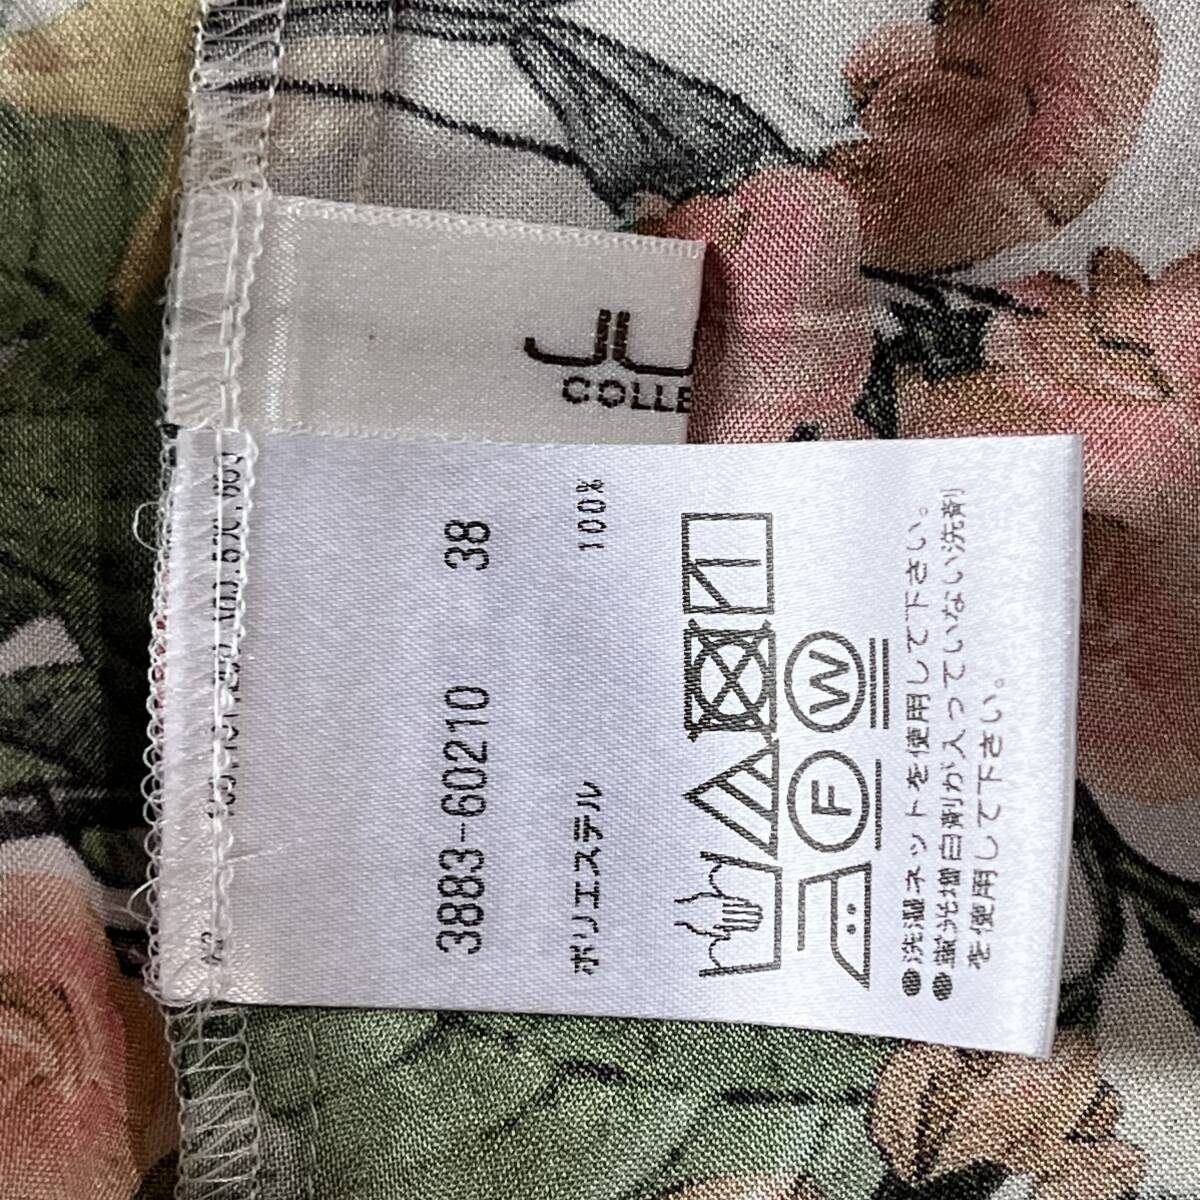 JL
COLLE
3883-60210 38
ポリエステル 100%
W
F
●洗濯ネットを使用して下さい。
●蛍光増白剤が入っていない洗剤
を使用して下さい。